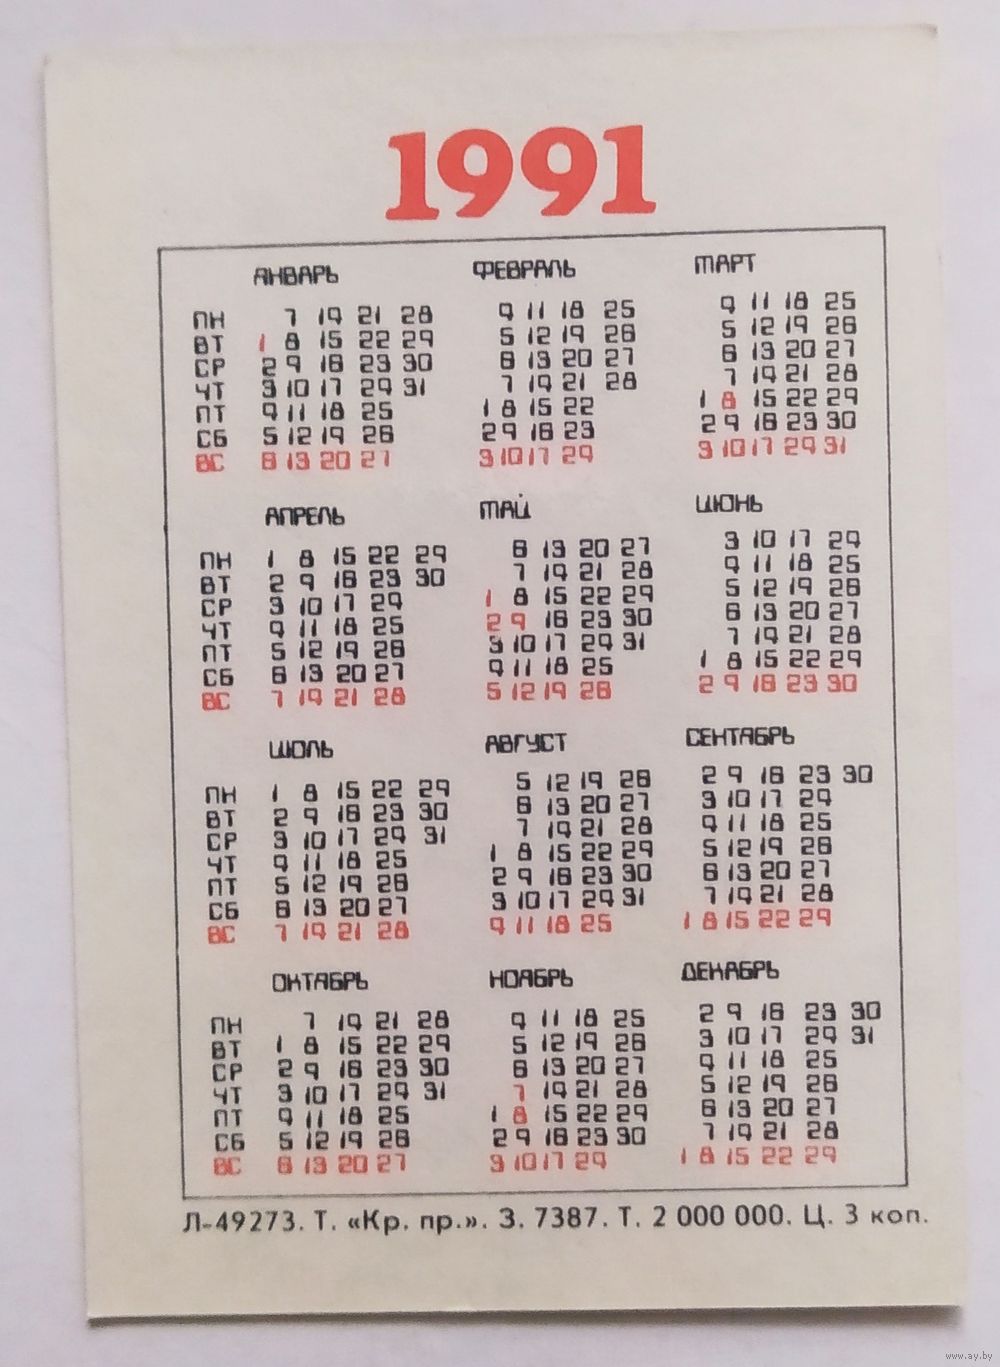 1991
ЯНВАРЬ ФЕВРАЛЬ МАРТ
ПН 7 14 21 28 4 11 18 25 4 11 18 25
ВТ 1 8 15 22 29 5 12 19 26 5 12 19 26
СР 2 9 16 23 30 6 13 20 27 6 13 20 27
ЧТ 3 10 17 24 31 7 14 21 28 7 14 21 28
ПТ 4 11 18 25 1 8 15 22 1 8 15 22 29
СБ 5 12 19 26 2 9 16 23 2 9 16 23 30
ВС 6 13 20 27 3 10 17 24 3 10 17 24 31
АПРЕЛЬ МАЙ ИЮНЬ
ПН 1 8 15 22 29 6 13 20 27 3 10 17 24
ВТ 2 9 16 23 30 7 14 21 28 4 11 18 25
СР 3 10 17 24 1 8 15 22 29 5 12 19 26
ЧТ 4 11 18 25 2 9 16 23 30 6 13 20 27
ПТ 5 12 19 26 3 10 17 24 31 7 14 21 28
СБ 6 13 20 27 4 11 18 25 1 8 15 22 29
ВС 7 14 21 28 5 12 19 26 2 9 16 23 30
ИЮЛЬ АВГУСТ СЕНТЯБРЬ
ПН 1 8 15 22 29 5 12 19 26 2 9 16 23 30
ВТ 2 9 16 23 30 6 13 20 27 3 10 17 24
СР 3 10 17 24 31 7 14 21 28 4 11 18 25
ЧТ 4 11 18 25 1 8 15 22 29 5 12 19 26
ПТ 5 12 19 26 2 9 16 23 30 6 13 20 27
СБ 6 13 20 27 3 10 17 24 31 7 14 21 28
ВС 7 14 21 28 4 11 18 25 1 8 15 22 29
ОКТЯБРЬ НОЯБРЬ ДЕКАБРЬ
ПН 7 14 21 28 4 11 18 25 2 9 16 23 30
ВТ 1 8 15 22 29 5 12 19 26 3 10 17 24 31
СР 2 9 16 23 30 6 13 20 27 4 11 18 25
ЧТ 3 10 17 24 31 7 14 21 28 5 12 19 26
ПТ 4 11 18 25 1 8 15 22 29 6 13 20 27
СБ 5 12 19 26 2 9 16 23 30 7 14 21 28
ВС 6 13 20 27 3 10 17 24 1 8 15 22 29
Л-49273. Т. «Кр. пр.». З. 7387. Т. 2 000 000. Ц. 3 коп.
www.ay.by